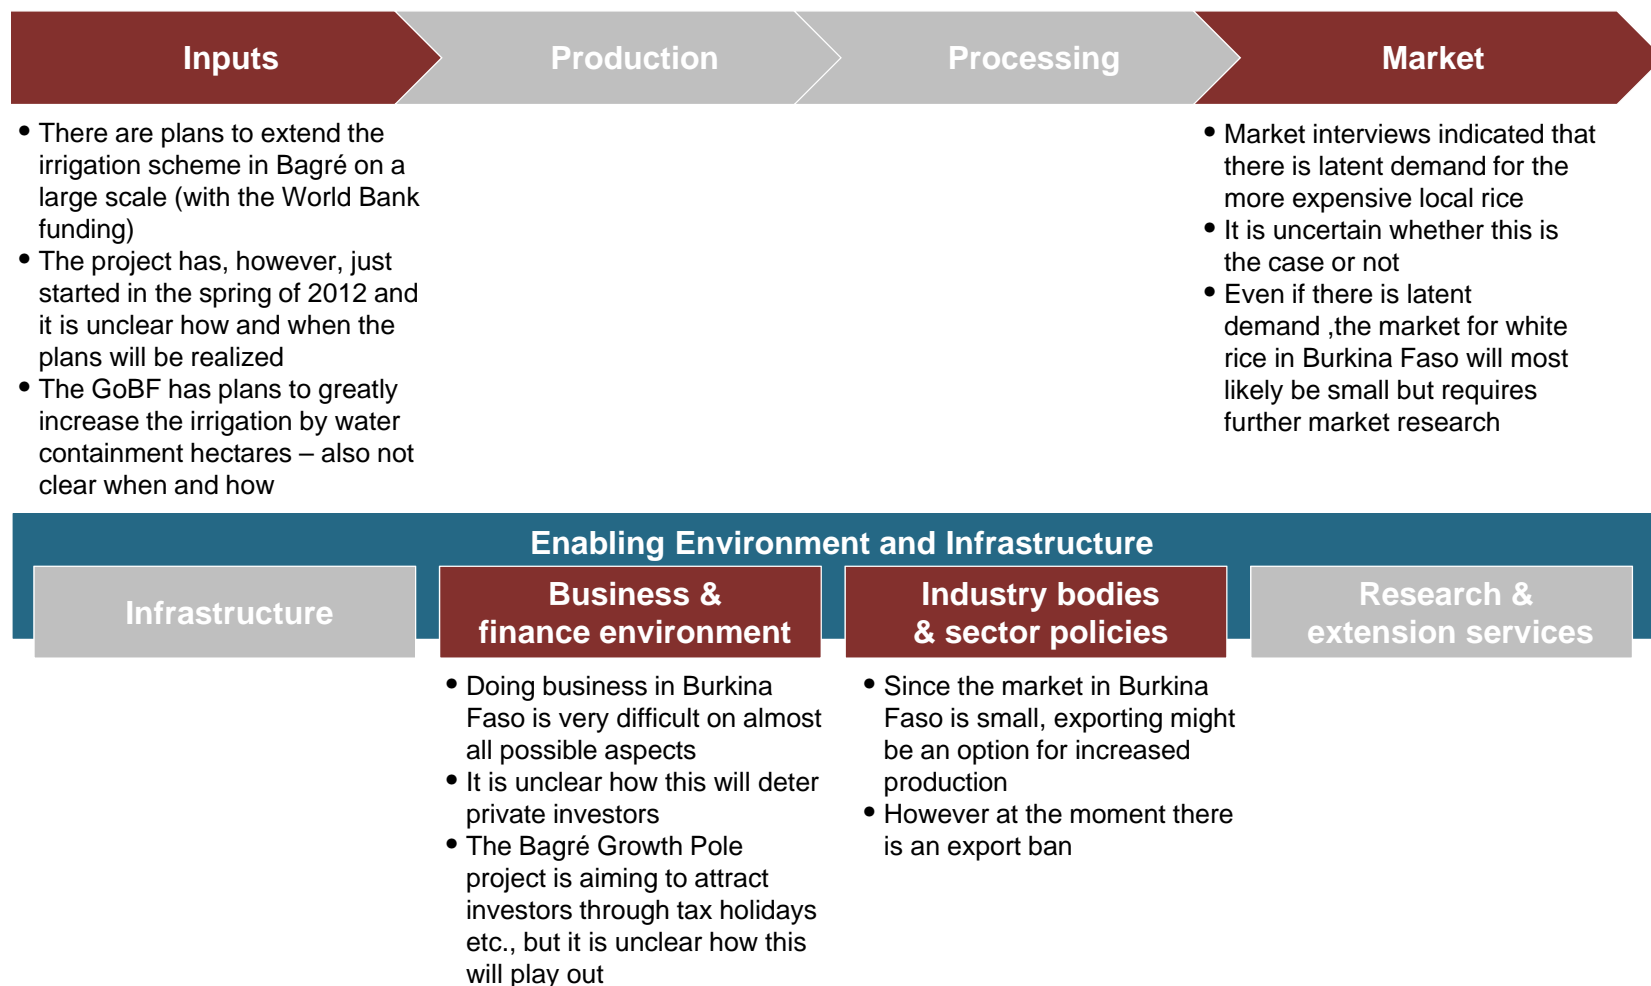 Inputs
Production
Processing
Market
• There are plans to extend the
irrigation scheme in Bagré on a
large scale (with the World Bank
funding)
• The project has, however, just
started in the spring of 2012 and
it is unclear how and when the
plans will be realized
• The GoBF has plans to greatly
increase the irrigation by water
containment hectares – also not
clear when and how
• Market interviews indicated that
there is latent demand for the
more expensive local rice
• It is uncertain whether this is
the case or not
• Even if there is latent
demand ,the market for white
rice in Burkina Faso will most
likely be small but requires
further market research
Enabling Environment and Infrastructure
Infrastructure
Business &
finance environment
Industry bodies
& sector policies
Research &
extension services
• Doing business in Burkina
Faso is very difficult on almost
all possible aspects
• It is unclear how this will deter
private investors
• The Bagré Growth Pole
project is aiming to attract
investors through tax holidays
etc., but it is unclear how this
will play out
• Since the market in Burkina
Faso is small, exporting might
be an option for increased
production
• However at the moment there
is an export ban